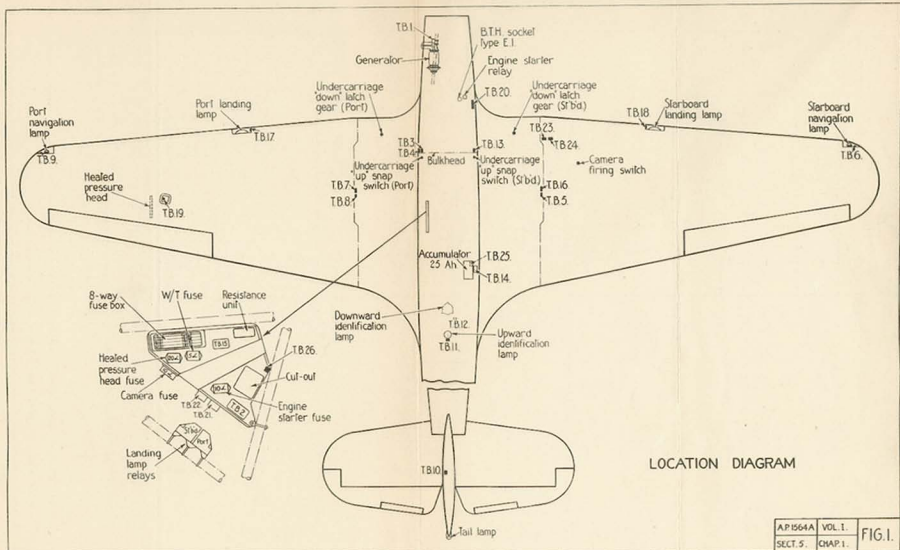 T.B.1.
Generator
B.T.H. socket
Type E.1.
Engine starter
relay
T.B.20.
Undercarriage
"down" latch
gear (Port)
Undercarriage
"down" latch
gear (St'b'd.)
Port landing
lamp
T.B.17.
T.B.18
Starboard
landing lamp
Port
navigation
lamp
T.B.9.
Starboard
navigation
lamp
T.B.6.
T.B.3
T.B.4
Bulkhead
T.B.13.
T.B.23.
T.B.24.
Undercarriage
"up" snap
switch (Port)
Undercarriage
"up" snap
switch (St'b'd.)
Camera
firing switch
Heated
pressure
head
T.B.19.
T.B.7
T.B.8
T.B.16.
T.B.5.
Accumulator
25 Ah
T.B.25.
T.B.14.
Downward
identification
lamp
T.B.12.
T.B.11.
Upward
identification
lamp
8-way
fuse box
W/T fuse
Resistance
unit
T.B.15
Heated
pressure
head fuse
Camera fuse
T.B.22.
T.B.21.
T.B.2
T.B.26.
Cut-out
Engine
starter fuse
St'b'd
Port
Landing
lamp
relays
T.B.10.
Tail lamp
LOCATION DIAGRAM
A.P.1564A VOL. I.
SECT. 5. CHAP. 1.
FIG. 1.